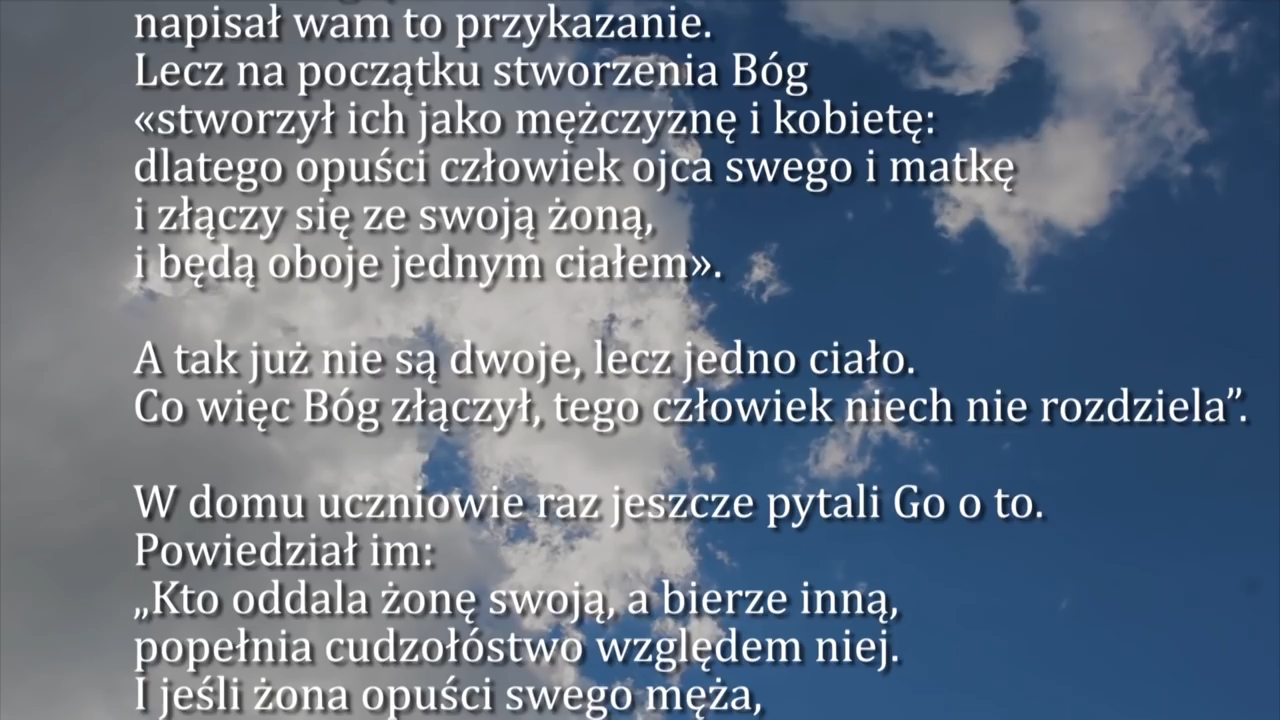 napisał wam to przykazanie.
Lecz na początku stworzenia Bóg
«stworzył ich jako mężczyznę i kobietę:
dlatego opuści człowiek ojca swego i matkę
i złączy się ze swoją żoną,
i będą oboje jednym ciałem».
A tak już nie są dwoje, lecz jedno ciało.
Co więc Bóg złączył, tego człowiek niech nie rozdziela”.
W domu uczniowie raz jeszcze pytali Go o to.
Powiedział im:
„Kto oddala żonę swoją, a bierze inną,
popełnia cudzołóstwo względem niej.
I jeśli żona opuści swego męża,